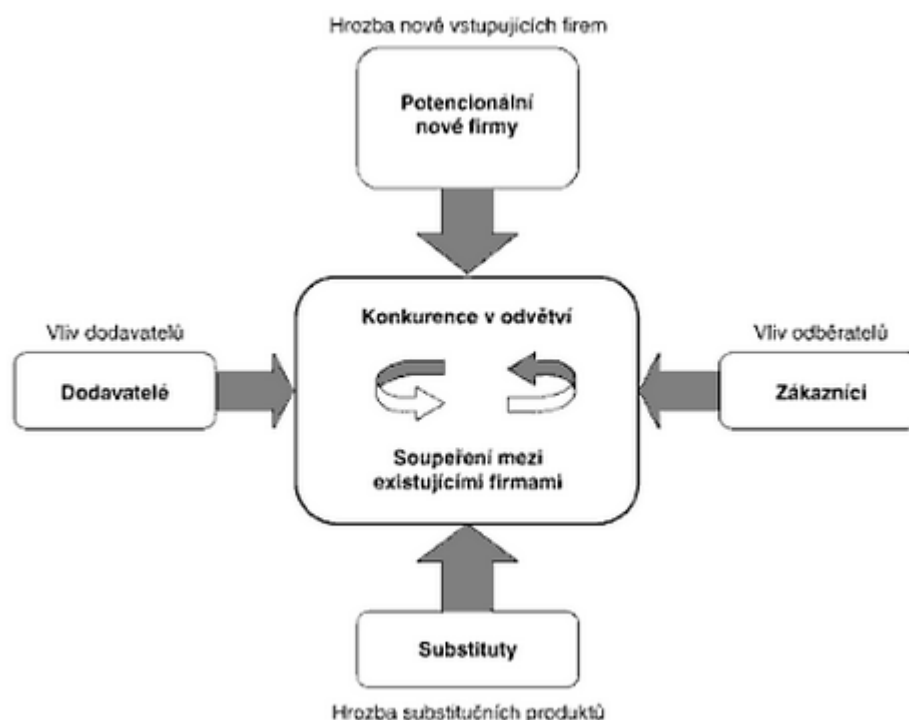 Hrozba nově vstupujících firem
Potencionální
nové firmy
Konkurence v odvětví
Vliv dodavatelů
Dodavatelé
Vliv odběratelů
Zákazníci
Soupeření mezi
existujícími firmami
Substituty
Hrozba substitučních produktů